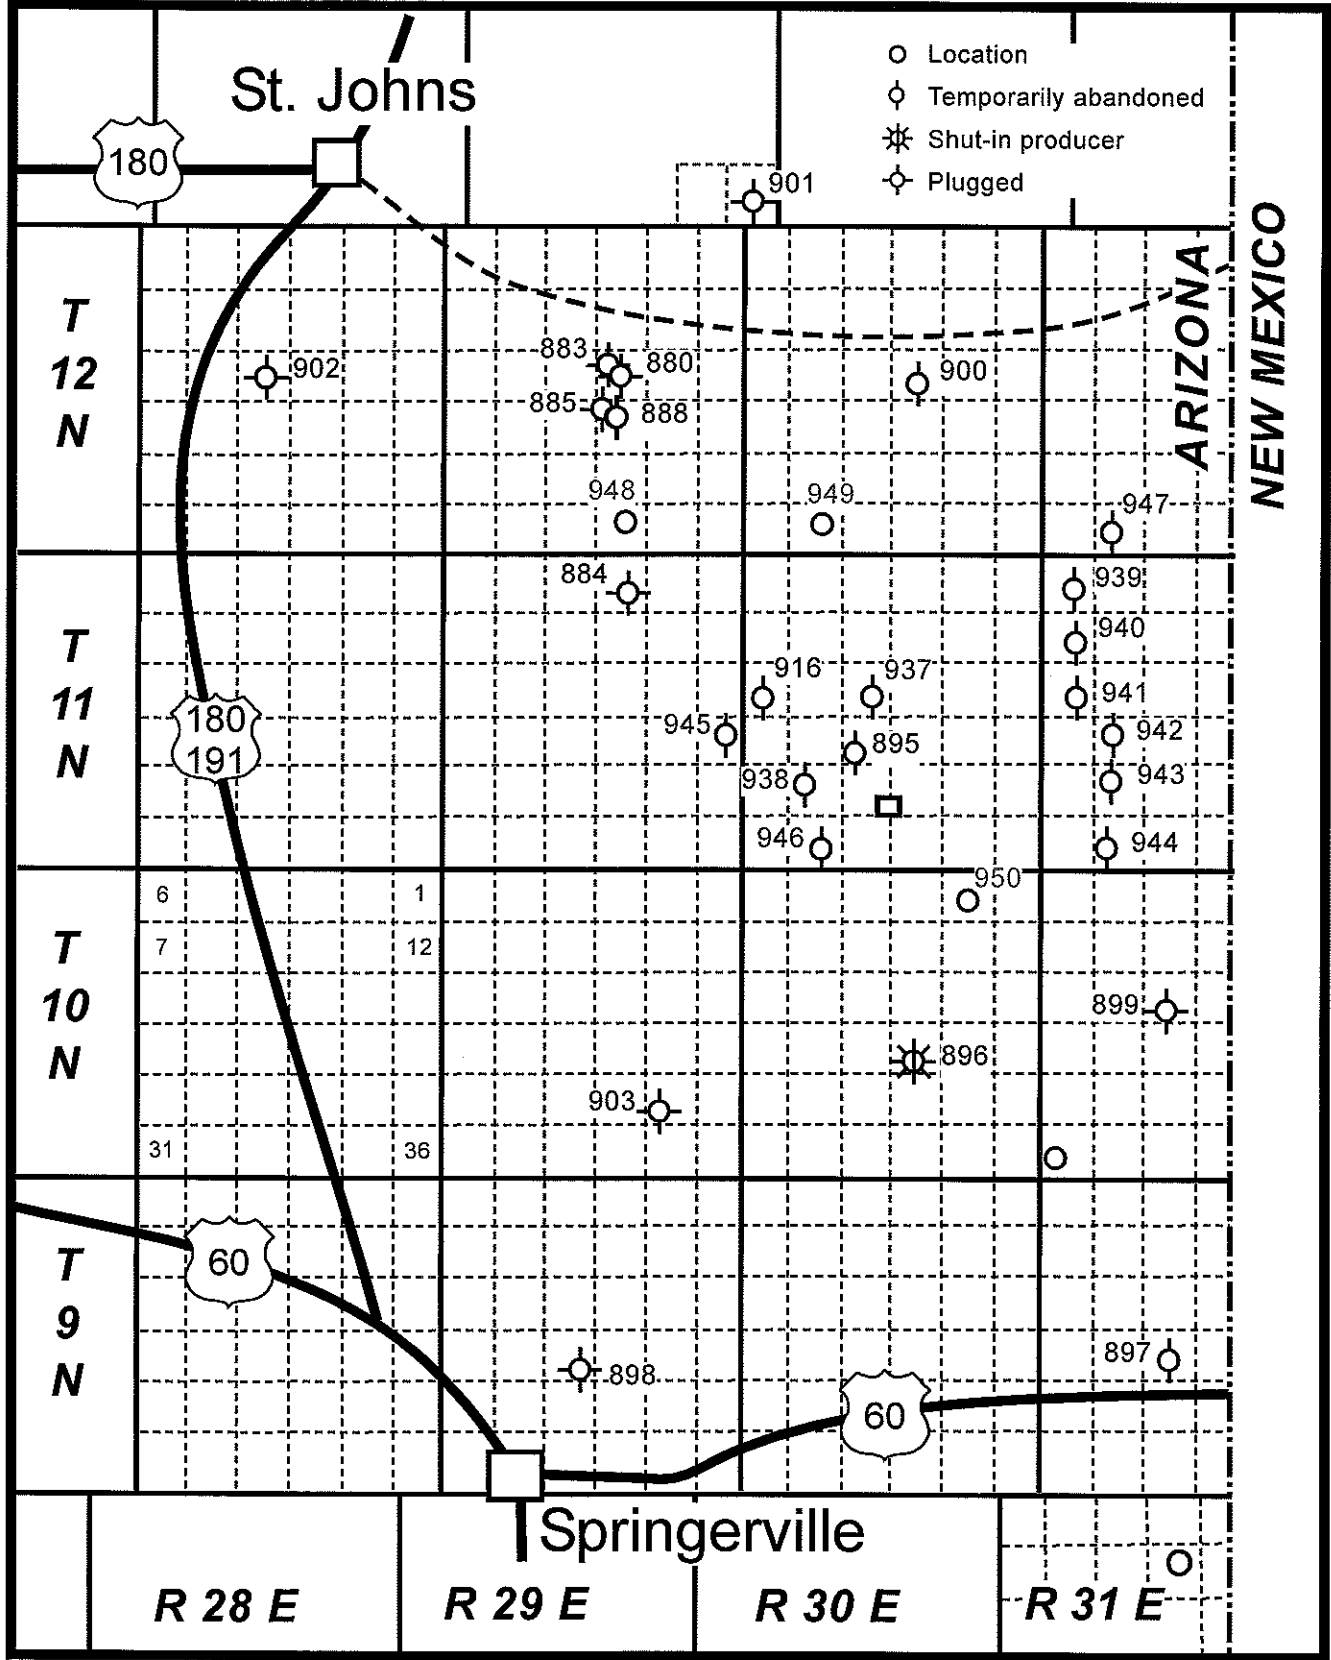 Location
St. Johns
Temporarily abandoned
180
Shut-in producer
901
Plugged
ARIZONA
NEW MEXICO
T
12
N
883
880
902
900
885
888
948
949
947
884
939
940
T
11
N
916
937
941
180
191
945
895
942
938
943
946
944
6
1
950
7
12
T
10
N
899
896
903
31
36
T
9
N
60
897
898
60
Springerville
R 28 E
R 29 E
R 30 E
R 31 E